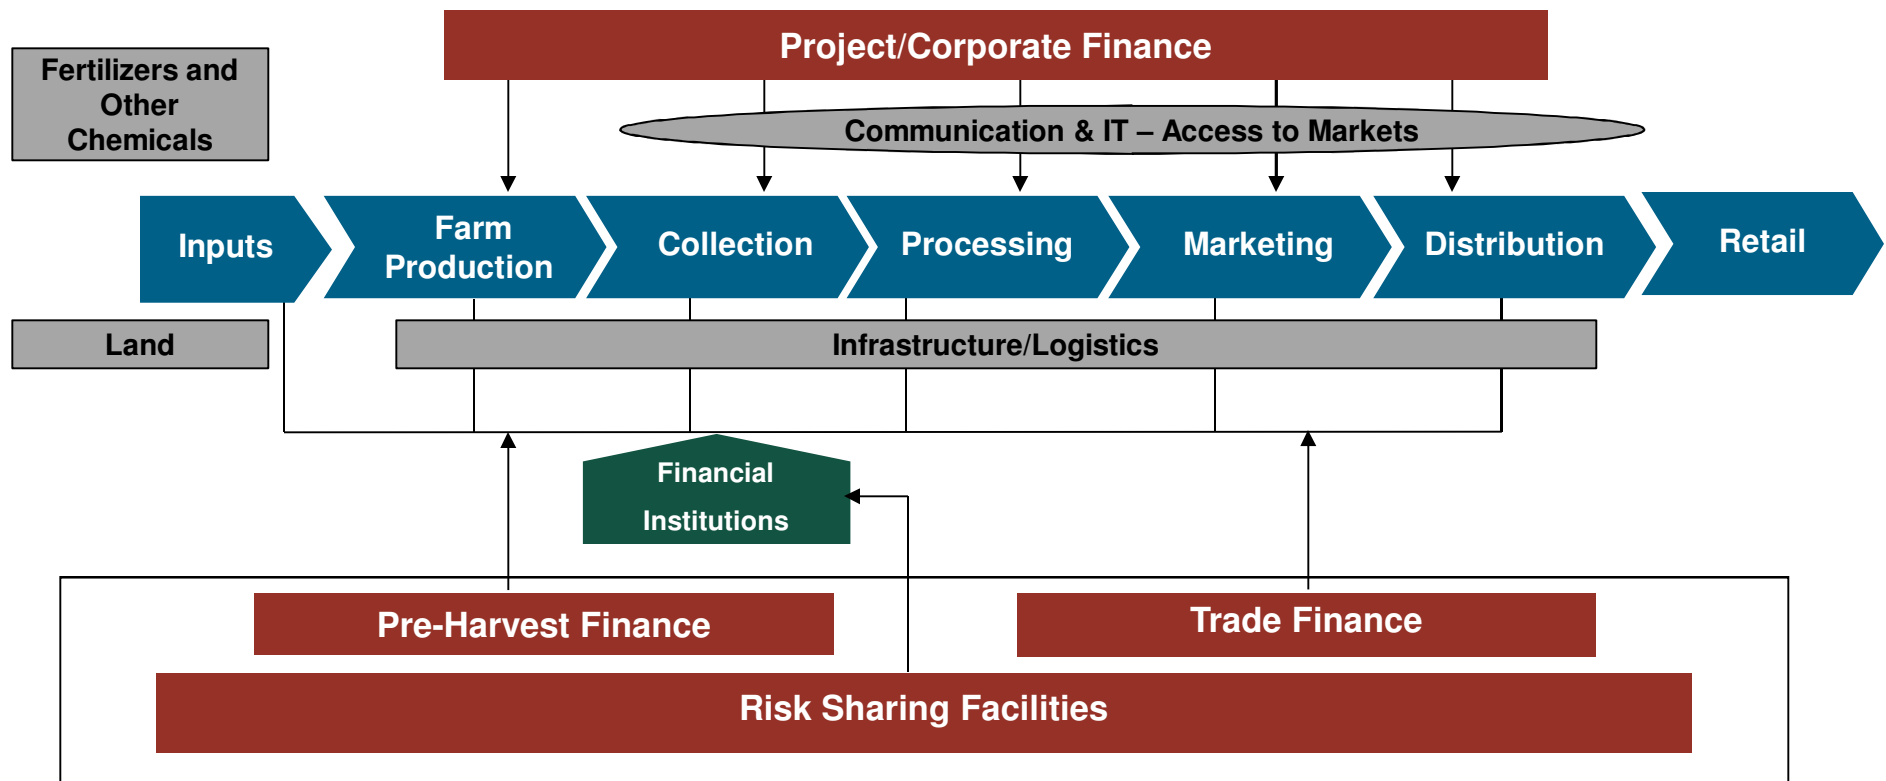 Project/Corporate Finance
Fertilizers and
Other
Chemicals
Communication & IT – Access to Markets
Inputs
Farm
Production
Collection
Processing
Marketing
Distribution
Retail
Land
Infrastructure/Logistics
Financial
Institutions
Pre-Harvest Finance
Trade Finance
Risk Sharing Facilities